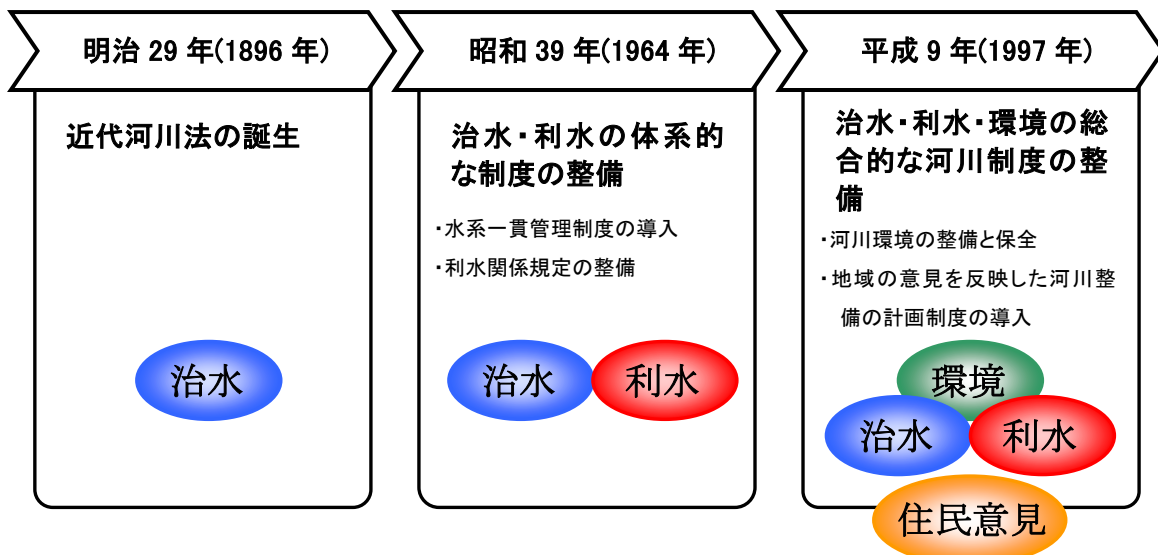 明治 29 年(1896 年)
近代河川法の誕生
治水
昭和 39 年(1964 年)
治水・利水の体系的
な制度の整備
・水系一貫管理制度の導入
・利水関係規定の整備
治水
利水
平成 9 年(1997 年)
治水・利水・環境の総
合的な河川制度の整
備
・河川環境の整備と保全
・地域の意見を反映した河川整
備の計画制度の導入
環境
治水
利水
住民意見